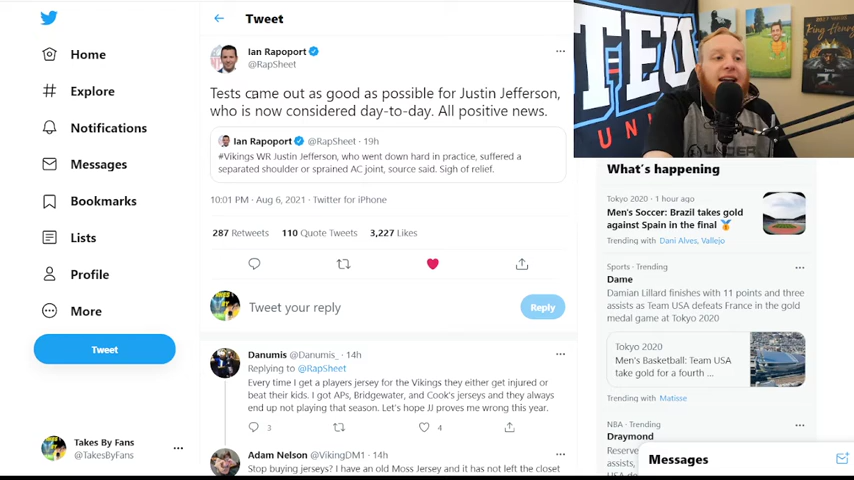 Tweet
Home
Explore
Notifications
Messages
Bookmarks
Lists
Profile
More
Tweet
Takes By Fans
@TakesByFans
Ian Rapoport
@RapSheet
Tests came out as good as possible for Justin Jefferson,
who is now considered day-to-day. All positive news.
Ian Rapoport @RapSheet · 19h
#Vikings WR Justin Jefferson, who went down hard in practice, suffered a
separated shoulder or sprained AC joint, source said. Sigh of relief.
10:01 PM · Aug 6, 2021 · Twitter for iPhone
287 Retweets 110 Quote Tweets 3,227 Likes
Tweet your reply
Reply
Danumis @Danumis_ · 14h
Replying to @RapSheet
Every time I get a players jersey for the Vikings they either get injured or
beat their kids. I got APs, Bridgewater, and Cook's jerseys and they always
end up not playing that season. Let's hope JJ proves me wrong this year.
3 4
Adam Nelson @VikingDM1 · 14h
Stop buying jerseys? I have an old Moss Jersey and it has not left the closet
What's happening
Tokyo 2020 · 1 hour ago
Men's Soccer: Brazil takes gold
against Spain in the final
Trending with Dani Alves, Vallejo
Sports · Trending
Dame
Damian Lillard finishes with 11 points and three
assists as Team USA defeats France in the gold
medal game at Tokyo 2020
Tokyo 2020
Men's Basketball: Team USA
take gold for a fourth ...
Trending with Matisse
NBA · Trending
Draymond
Reserve
assists,
Messages